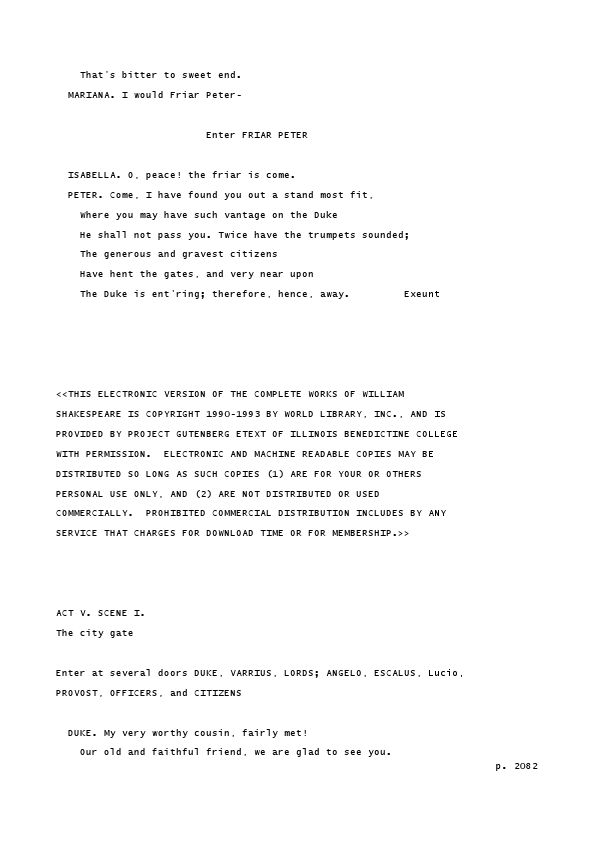 That's bitter to sweet end.
MARIANA. I would Friar Peter-
Enter FRIAR PETER
ISABELLA. O, peace! the friar is come.
PETER. Come, I have found you out a stand most fit,
Where you may have such vantage on the Duke
He shall not pass you. Twice have the trumpets sounded;
The generous and gravest citizens
Have hent the gates, and very near upon
The Duke is ent'ring; therefore, hence, away. Exeunt
<<THIS ELECTRONIC VERSION OF THE COMPLETE WORKS OF WILLIAM
SHAKESPEARE IS COPYRIGHT 1990-1993 BY WORLD LIBRARY, INC., AND IS
PROVIDED BY PROJECT GUTENBERG ETEXT OF ILLINOIS BENEDICTINE COLLEGE
WITH PERMISSION. ELECTRONIC AND MACHINE READABLE COPIES MAY BE
DISTRIBUTED SO LONG AS SUCH COPIES (1) ARE FOR YOUR OR OTHERS
PERSONAL USE ONLY, AND (2) ARE NOT DISTRIBUTED OR USED
COMMERCIALLY. PROHIBITED COMMERCIAL DISTRIBUTION INCLUDES BY ANY
SERVICE THAT CHARGES FOR DOWNLOAD TIME OR FOR MEMBERSHIP.>>
ACT V. SCENE I.
The city gate
Enter at several doors DUKE, VARRIUS, LORDS; ANGELO, ESCALUS, Lucio,
PROVOST, OFFICERS, and CITIZENS
DUKE. My very worthy cousin, fairly met!
Our old and faithful friend, we are glad to see you.
p. 2082